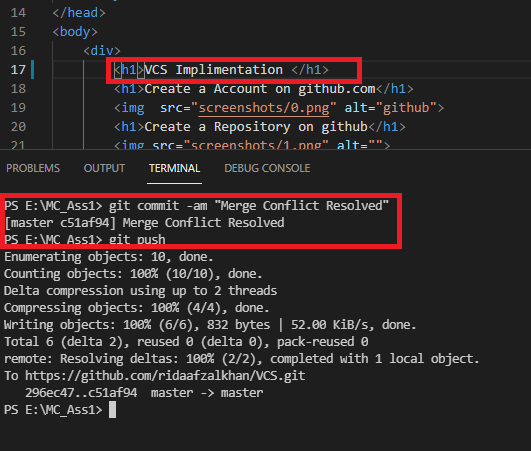 14 </head>
15 <body>
16 <div>
17 <h1>VCS Implimentation </h1>
18 <h1>Create a Account on github.com</h1>
19 <img  src="screenshots/0.png" alt="github">
20 <h1>Create a Repository on github</h1>
21 <img src="screenshots/1.png" alt="">
PROBLEMS OUTPUT TERMINAL DEBUG CONSOLE
PS E:\MC_Ass1> git commit -am "Merge Conflict Resolved"
[master c51af94] Merge Conflict Resolved
PS E:\MC_Ass1> git push
Enumerating objects: 10, done.
Counting objects: 100% (10/10), done.
Delta compression using up to 2 threads
Compressing objects: 100% (4/4), done.
Writing objects: 100% (6/6), 832 bytes | 52.00 KiB/s, done.
Total 6 (delta 2), reused 0 (delta 0), pack-reused 0
remote: Resolving deltas: 100% (2/2), completed with 1 local object.
To https://github.com/ridaafzalkhan/VCS.git
296ec47..c51af94  master -> master
PS E:\MC_Ass1>